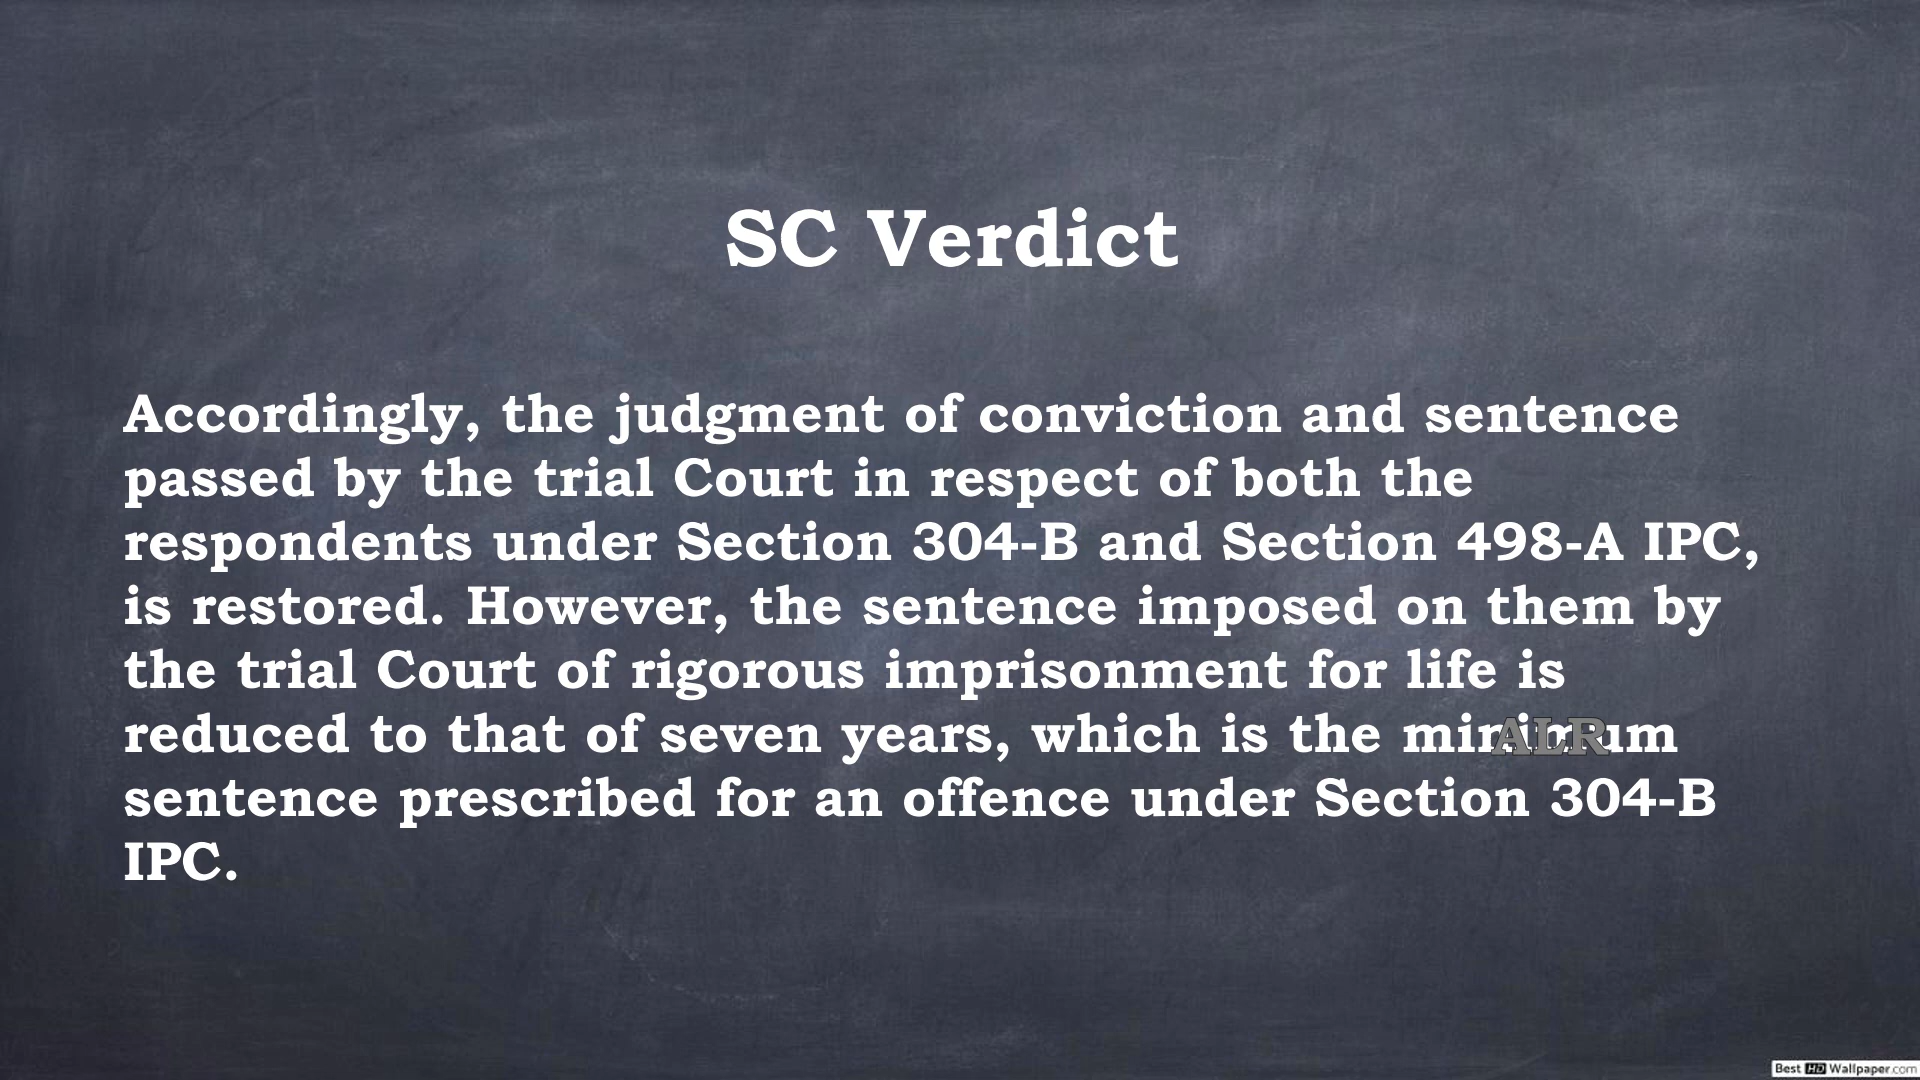 SC Verdict
Accordingly, the judgment of conviction and sentence
passed by the trial Court in respect of both the
respondents under Section 304-B and Section 498-A IPC,
is restored. However, the sentence imposed on them by
the trial Court of rigorous imprisonment for life is
reduced to that of seven years, which is the minimum
ALR
sentence prescribed for an offence under Section 304-B
IPC.
Best HD Wallpaper.com